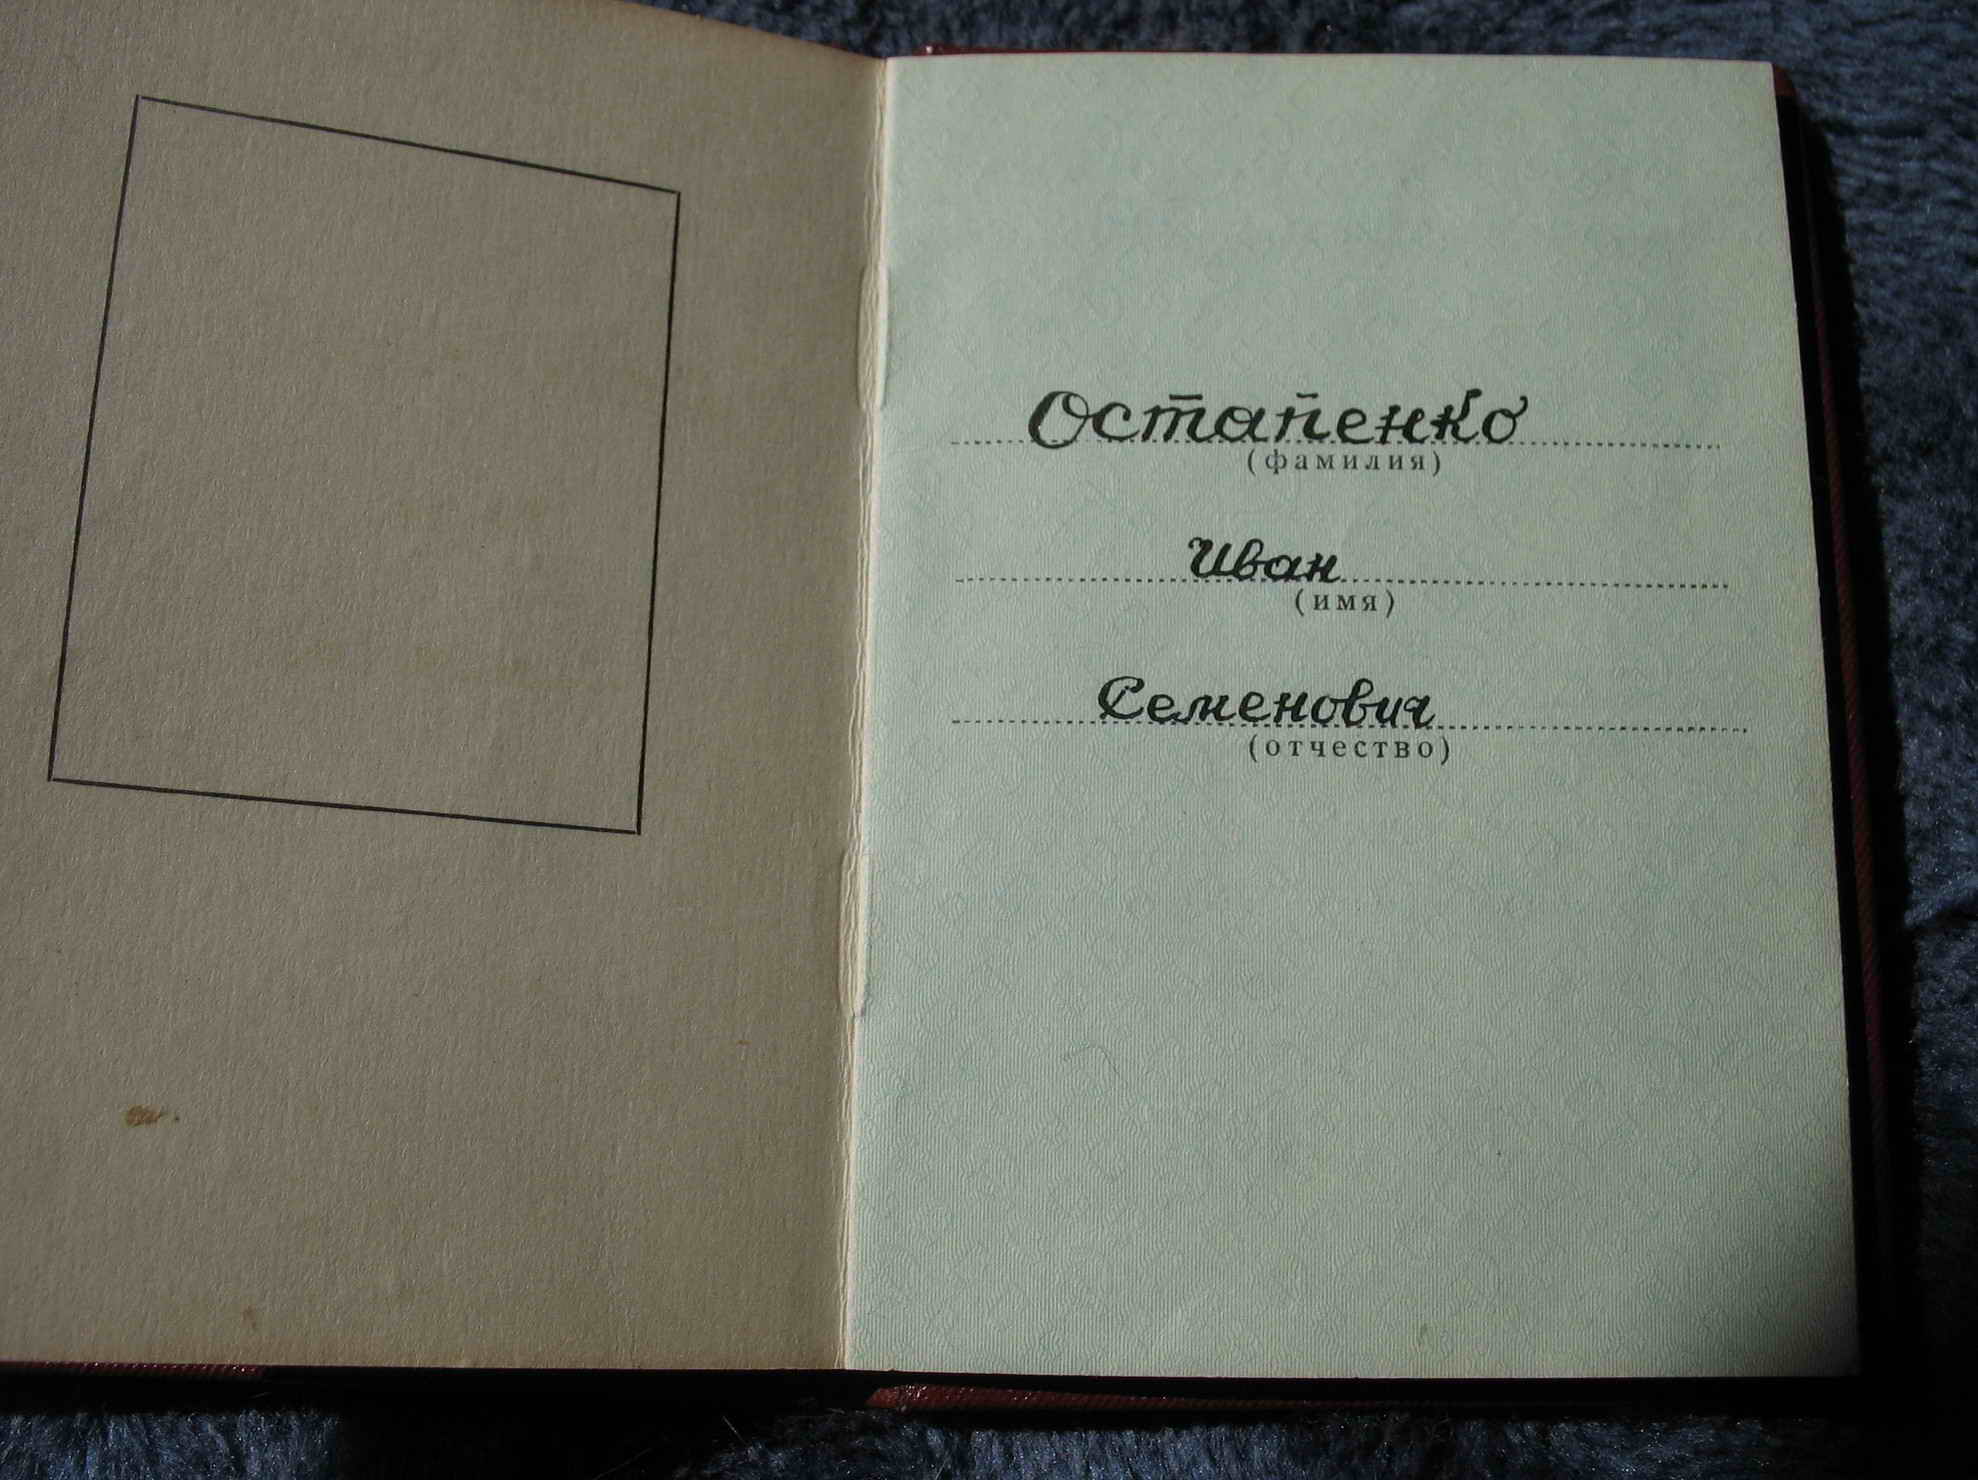 Остапенко
(фамилия)
Иван
(имя)
Семенович
(отчество)